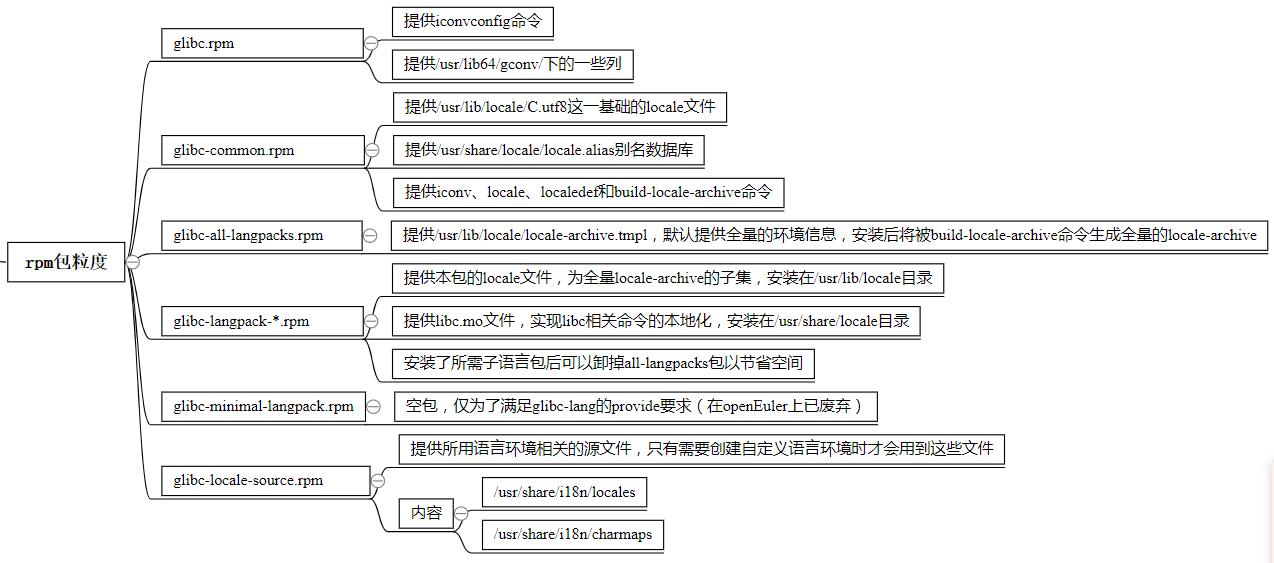 rpm包粒度
glibc.rpm
提供iconvconfig命令
提供/usr/lib64/gconv/下的一些列
glibc-common.rpm
提供/usr/lib/locale/C.utf8这一基础的locale文件
提供/usr/share/locale/locale.alias别名数据库
提供iconv、locale、localedef和build-locale-archive命令
glibc-all-langpacks.rpm
提供/usr/lib/locale/locale-archive.tmpl，默认提供全量的环境信息，安装后将被build-locale-archive命令生成全量的locale-archive
glibc-langpack-*.rpm
提供本包的locale文件，为全量locale-archive的子集，安装在/usr/lib/locale目录
提供libc.mo文件，实现libc相关命令的本地化，安装在/usr/share/locale目录
安装了所需子语言包后可以卸掉all-langpacks包以节省空间
glibc-minimal-langpack.rpm
空包，仅为了满足glibc-lang的provide要求（在openEuler上已废弃）
glibc-locale-source.rpm
提供所用语言环境相关的源文件，只有需要创建自定义语言环境时才会用到这些文件
内容
/usr/share/i18n/locales
/usr/share/i18n/charmaps